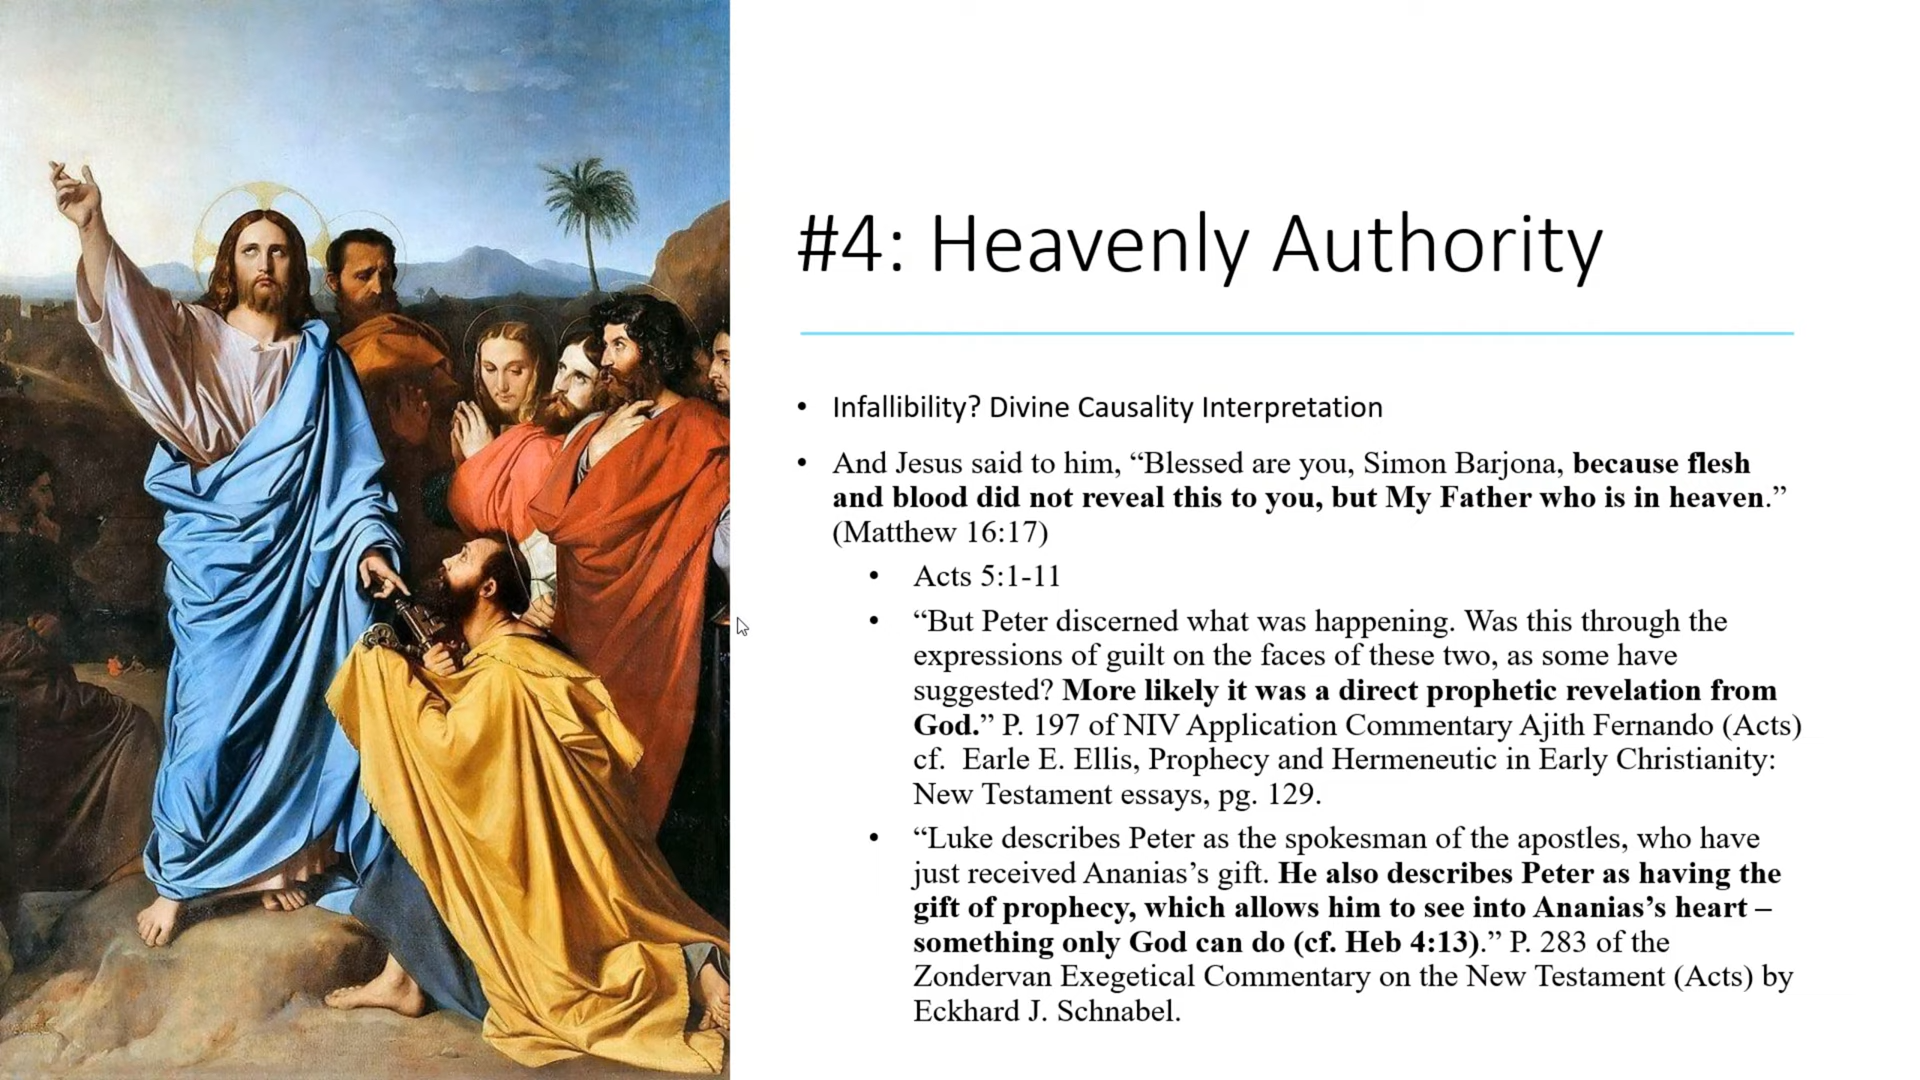 #4: Heavenly Authority
• Infallibility? Divine Causality Interpretation
• And Jesus said to him, “Blessed are you, Simon Barjona, because flesh
and blood did not reveal this to you, but My Father who is in heaven.”
(Matthew 16:17)
• Acts 5:1-11
• “But Peter discerned what was happening. Was this through the
expressions of guilt on the faces of these two, as some have
suggested? More likely it was a direct prophetic revelation from
God.” P. 197 of NIV Application Commentary Ajith Fernando (Acts)
cf.  Earle E. Ellis, Prophecy and Hermeneutic in Early Christianity:
New Testament essays, pg. 129.
• “Luke describes Peter as the spokesman of the apostles, who have
just received Ananias’s gift. He also describes Peter as having the
gift of prophecy, which allows him to see into Ananias’s heart –
something only God can do (cf. Heb 4:13).” P. 283 of the
Zondervan Exegetical Commentary on the New Testament (Acts) by
Eckhard J. Schnabel.